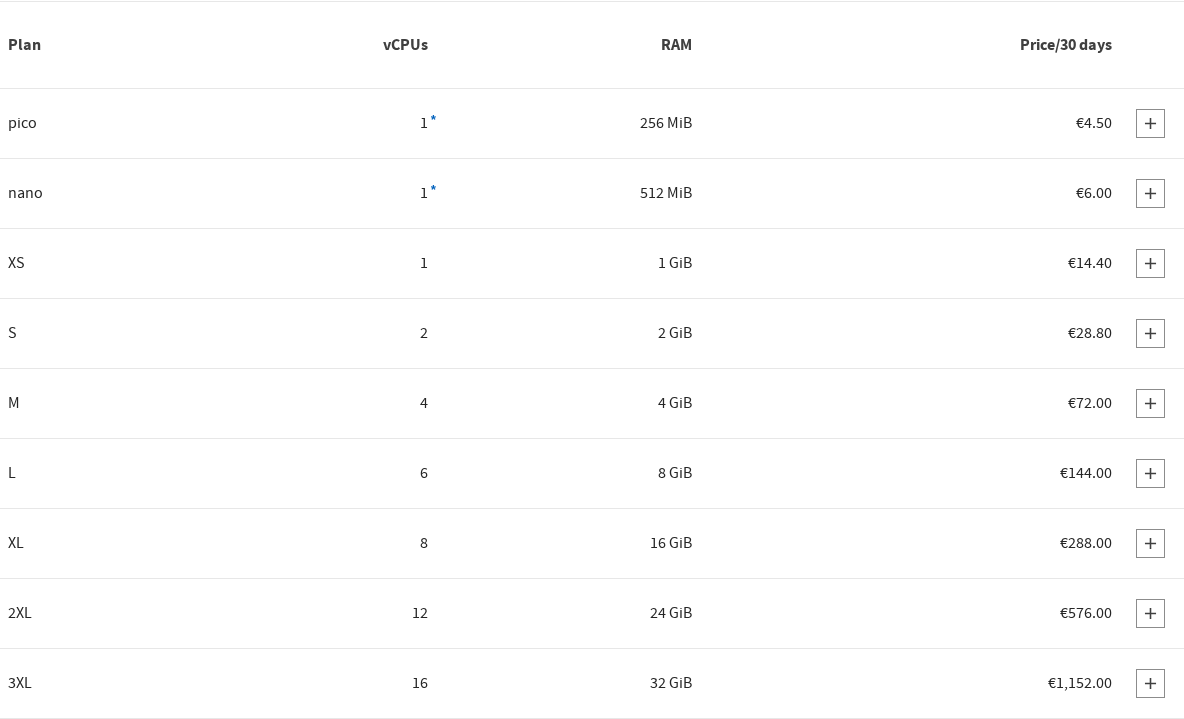 Plan vCPUs RAM Price/30 days
pico 1* 256 MiB €4.50 +
nano 1* 512 MiB €6.00 +
XS 1 1 GiB €14.40 +
S 2 2 GiB €28.80 +
M 4 4 GiB €72.00 +
L 6 8 GiB €144.00 +
XL 8 16 GiB €288.00 +
2XL 12 24 GiB €576.00 +
3XL 16 32 GiB €1,152.00 +